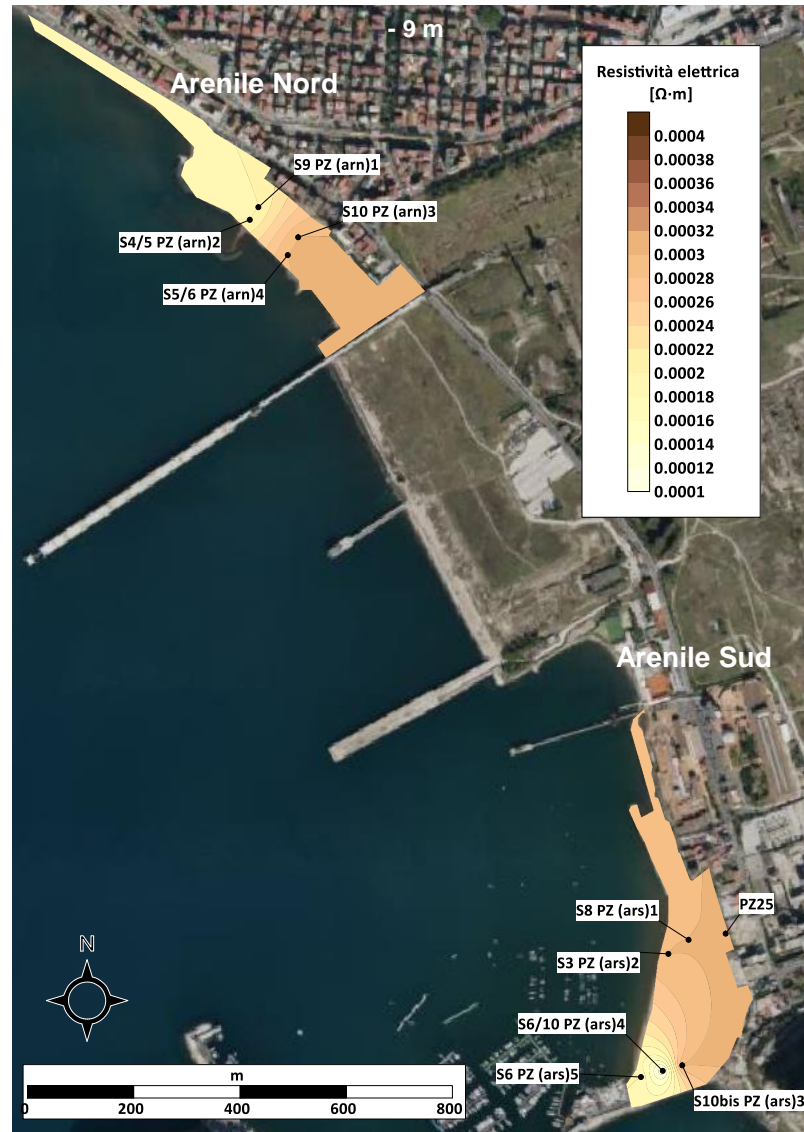 - 9 m
Arenile Nord
Resistività elettrica
[Ω·m]
0.0004
0.00038
0.00036
0.00034
0.00032
0.0003
0.00028
0.00026
0.00024
0.00022
0.0002
0.00018
0.00016
0.00014
0.00012
0.0001
S9 PZ (arn)1
S10 PZ (arn)3
S4/5 PZ (arn)2
S5/6 PZ (arn)4
Arenile Sud
S8 PZ (ars)1
PZ25
S3 PZ (ars)2
S6/10 PZ (ars)4
S6 PZ (ars)5
S10bis PZ (ars)3
N
m
0 200 400 600 800